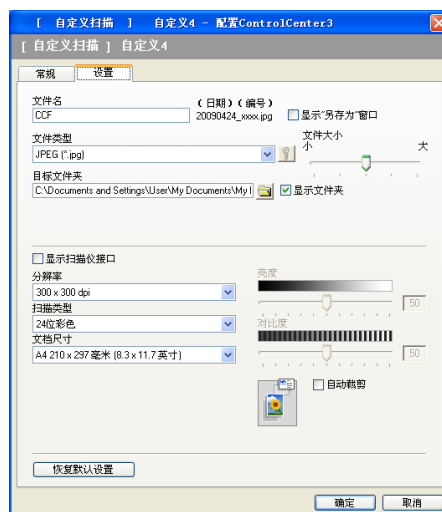 [ 自定义扫描 ] 自定义4 - 配置ControlCenter3
[ 自定义扫描 ] 自定义4
常规 设置
文件名 (日期)(编号)
CCF 20090424_xxxx.jpg 显示"另存为"窗口
文件类型 文件大小
小 大
JPEG (*.jpg)
目标文件夹
C:\Documents and Settings\User\My Documents\My I 显示文件夹
显示扫描仪接口
分辨率 亮度
300 x 300 dpi 50
扫描类型
24位彩色 对比度
文档尺寸
A4 210 x 297 毫米 (8.3 x 11.7 英寸) 50
自动裁剪
恢复默认设置
确定 取消